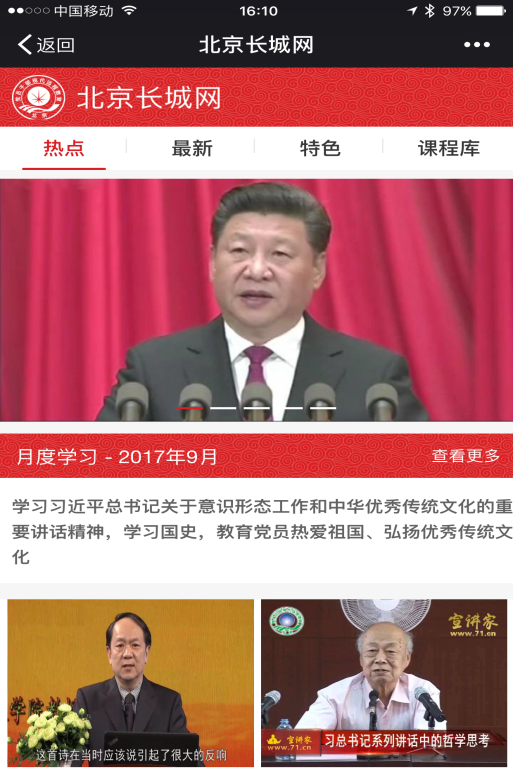 中国移动
16:10
97%
返回
北京长城网
北京长城网
热点
最新
特色
课程库
月度学习 - 2017年9月
查看更多
学习习近平总书记关于意识形态工作和中华优秀传统文化的重
要讲话精神，学习国史，教育党员热爱祖国、弘扬优秀传统文
化
这首诗在当时应该说引起了很大的反响
宣讲家
www.71.cn
宣讲家
www.71.cn
习总书记系列讲话中的哲学思考